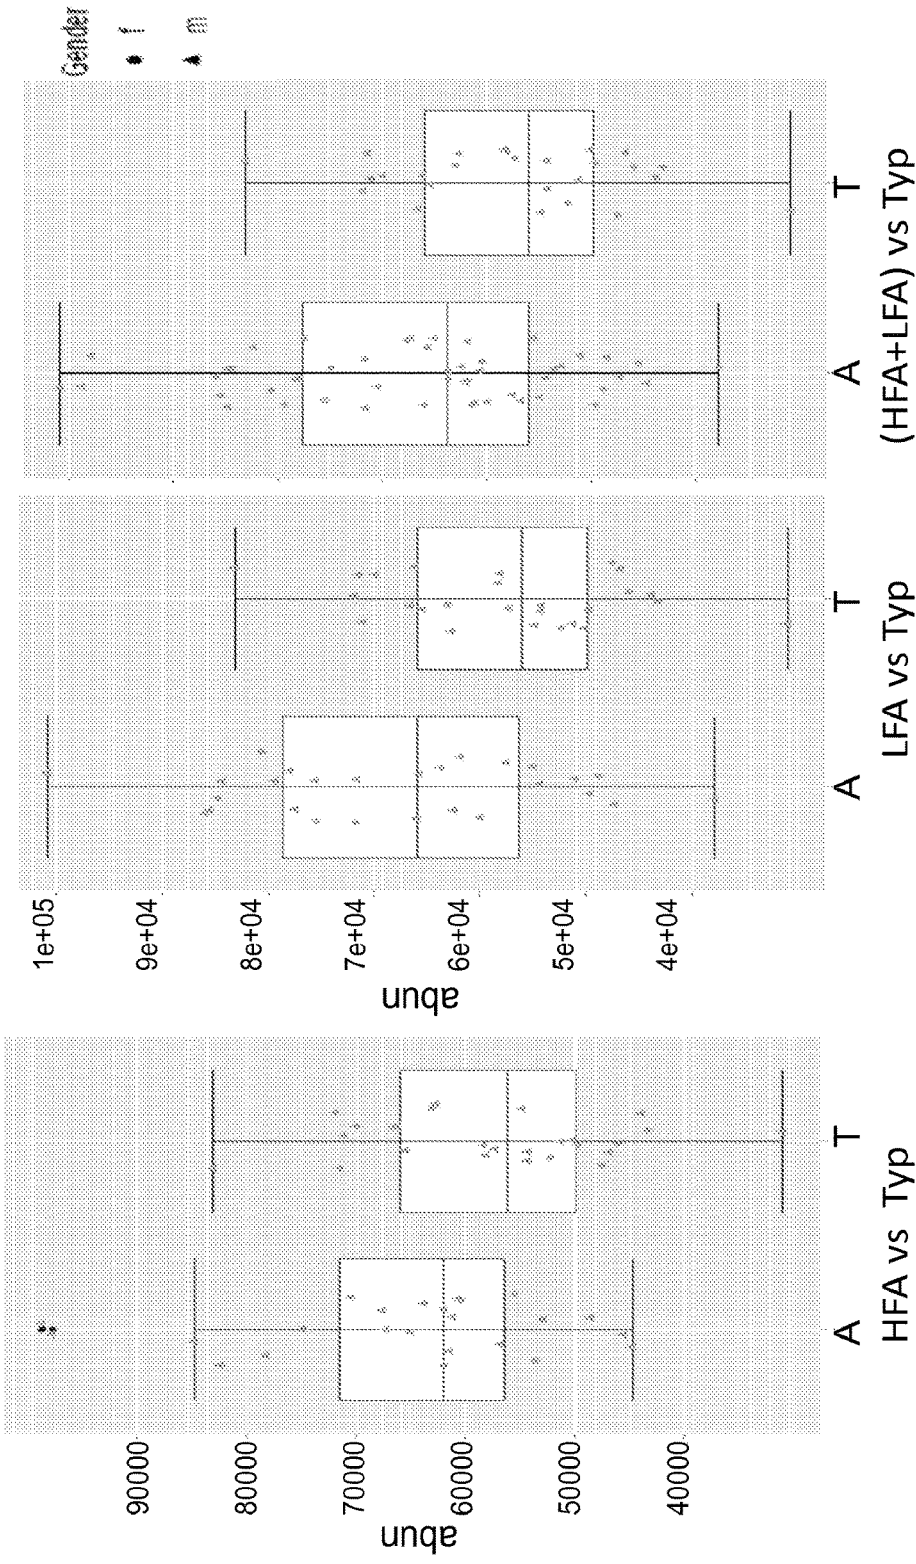 abun
90000
80000
70000
60000
50000
40000
A T
HFA vs Typ
abun
1e+05
9e+04
8e+04
7e+04
6e+04
5e+04
4e+04
A T
LFA vs Typ
A T
(HFA+LFA) vs Typ
Gender
f
m